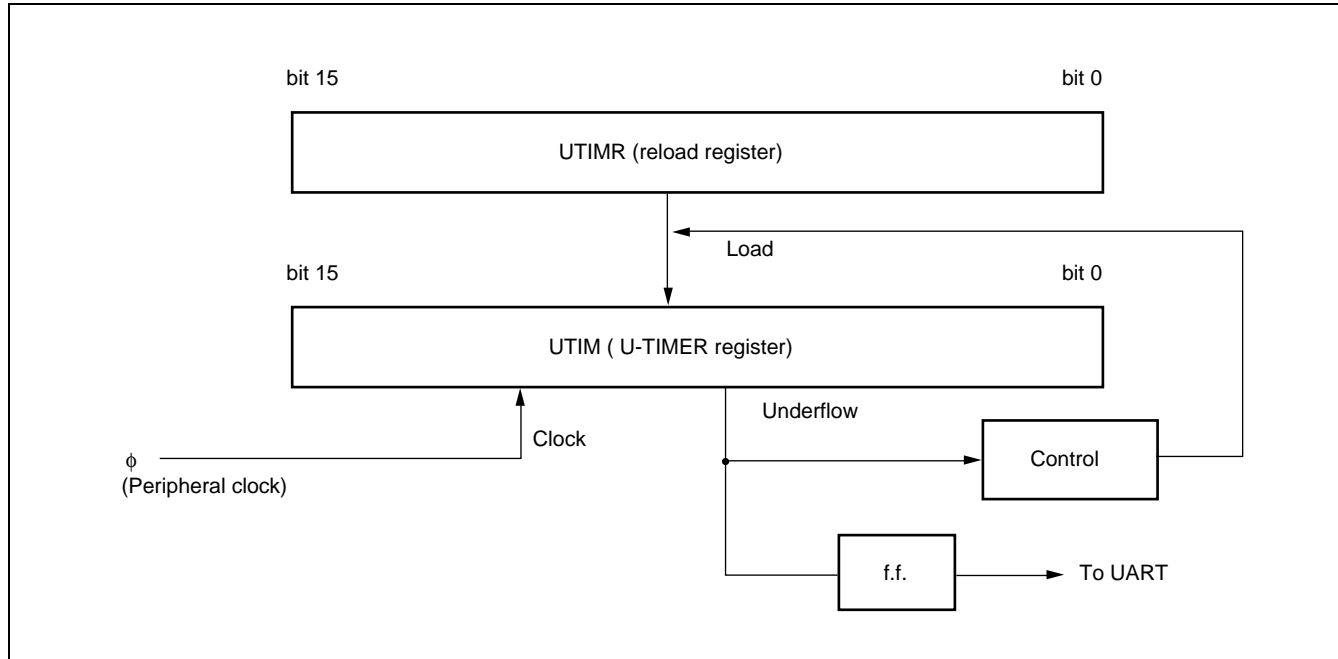 bit 15
bit 0
UTIMR (reload register)
Load
bit 15
bit 0
UTIM ( U-TIMER register)
Underflow
Clock
Control
ϕ
(Peripheral clock)
f.f.
To UART